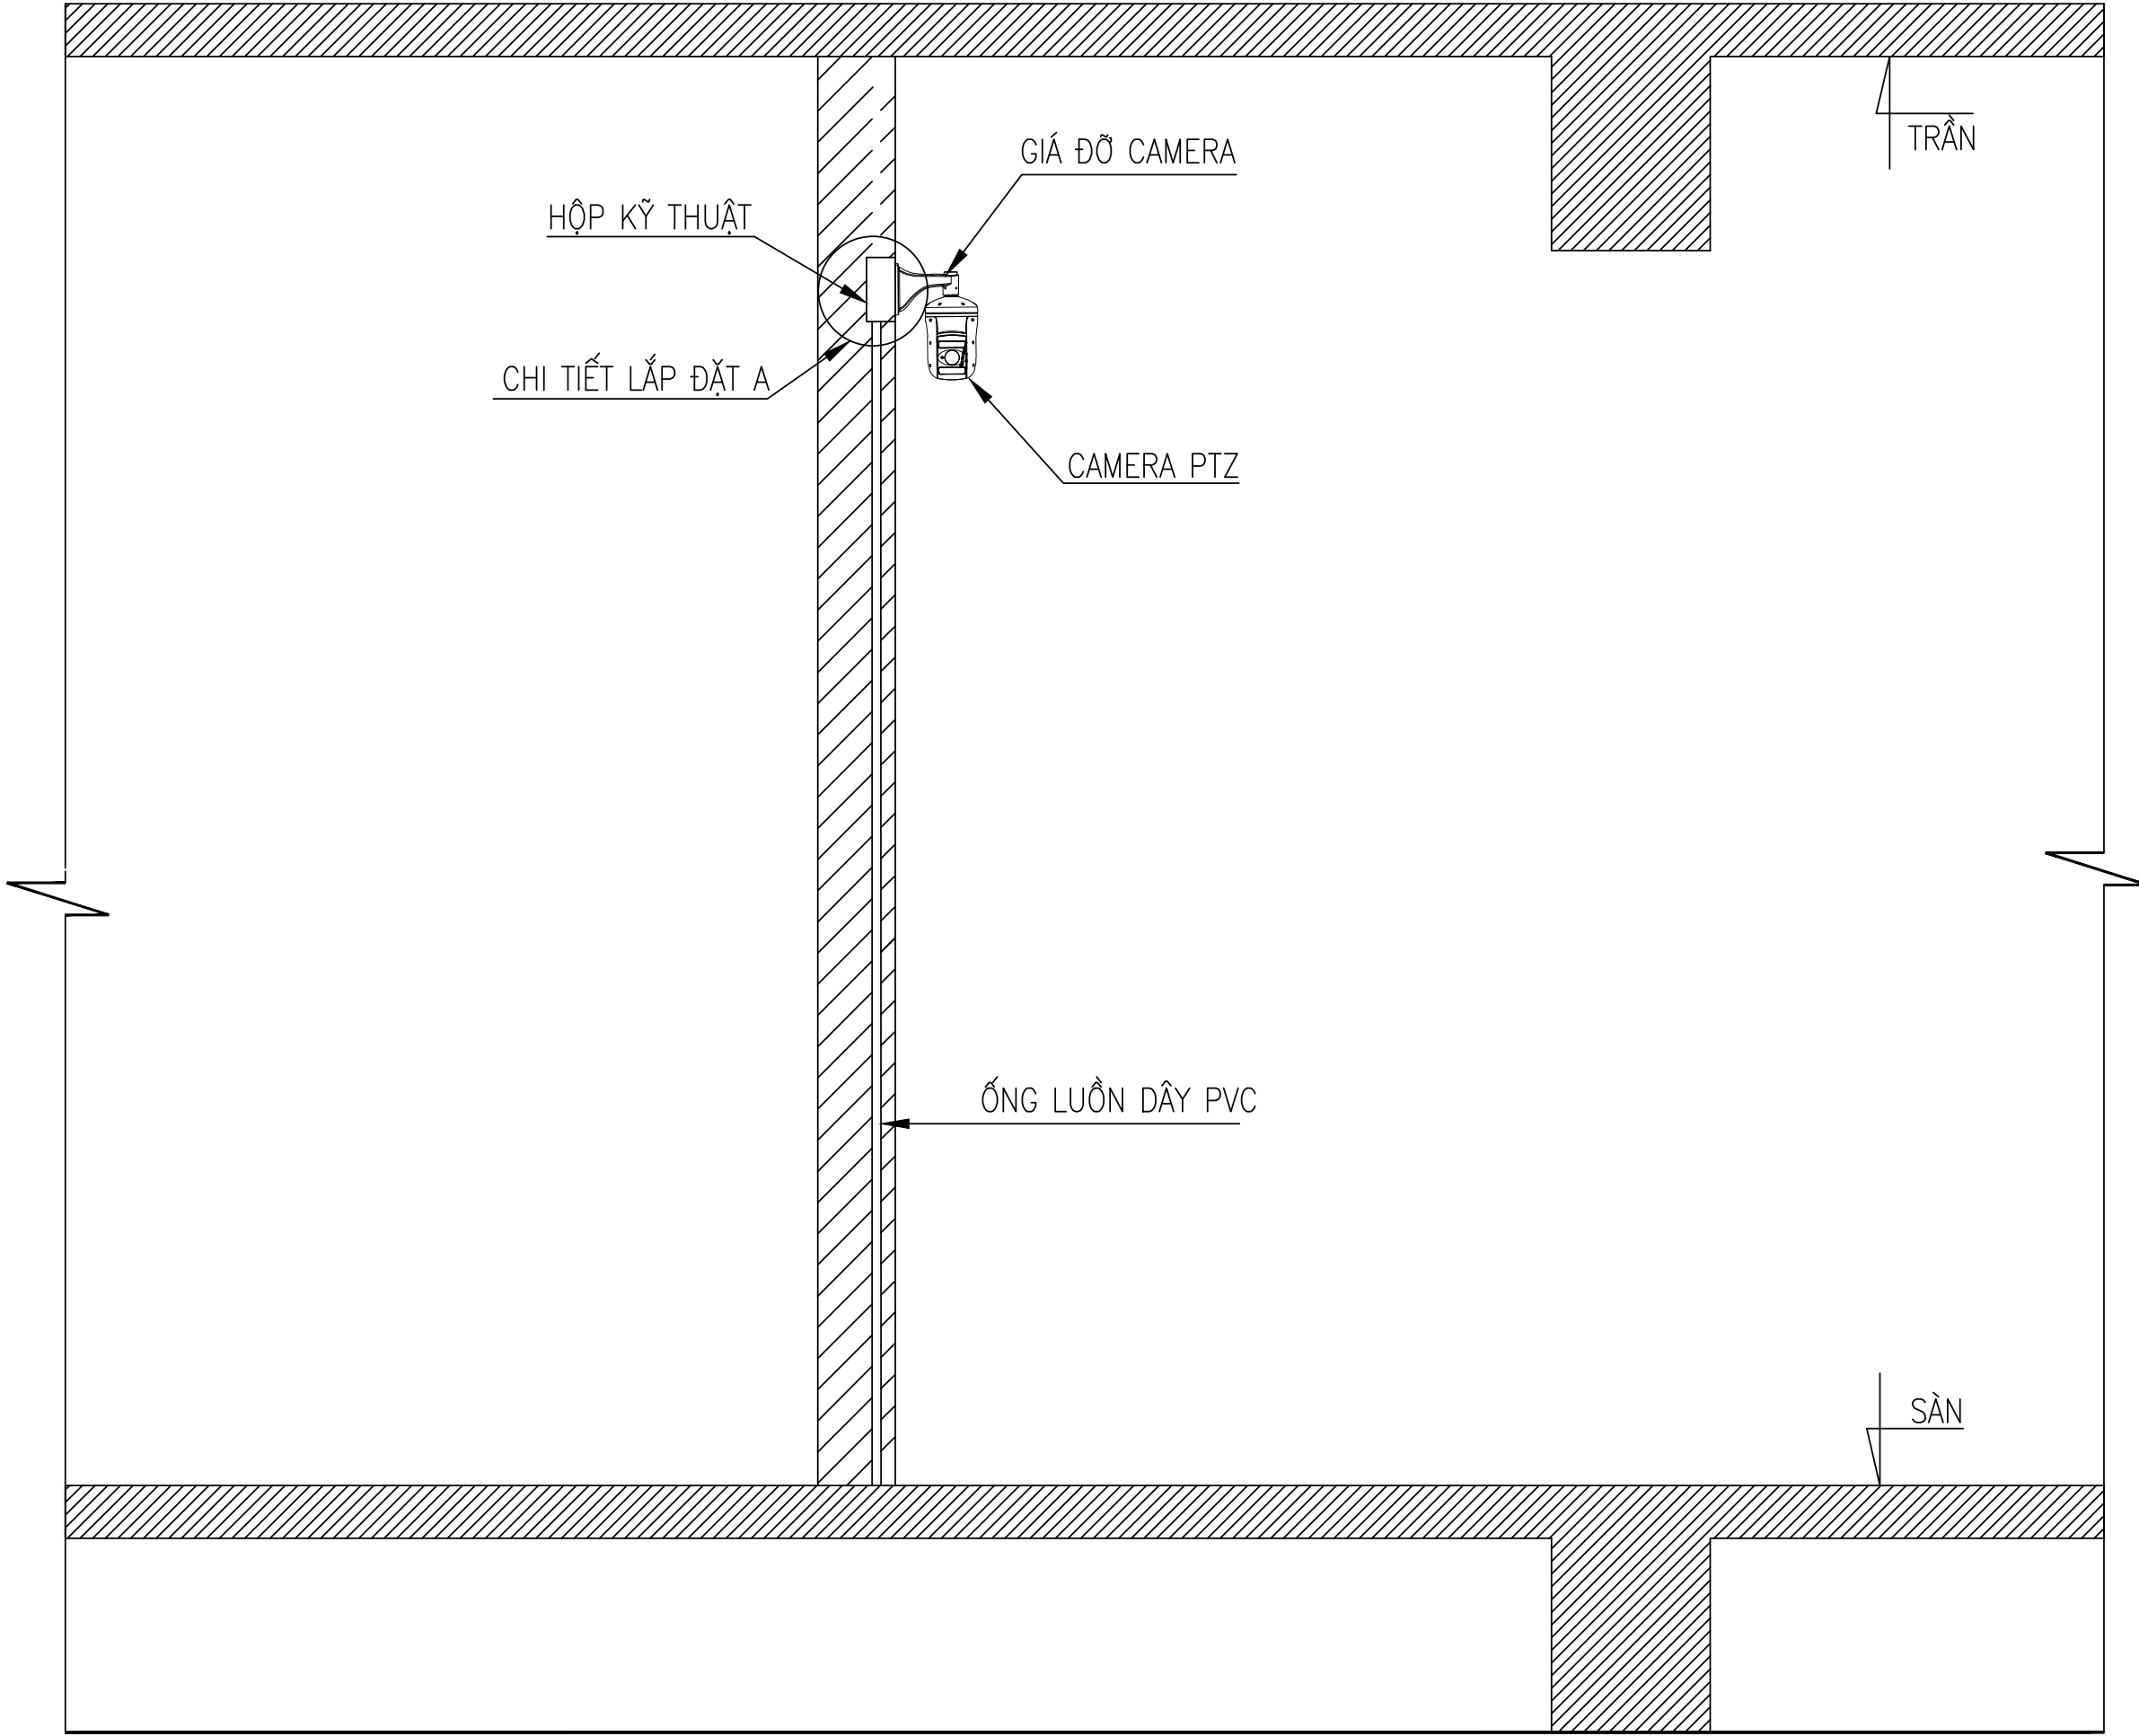 GIÁ ĐỠ CAMERA
TRẦN
HỘP KỸ THUẬT
CHI TIẾT LẮP ĐẶT A
CAMERA PTZ
ỐNG LUỒN DÂY PVC
SÀN